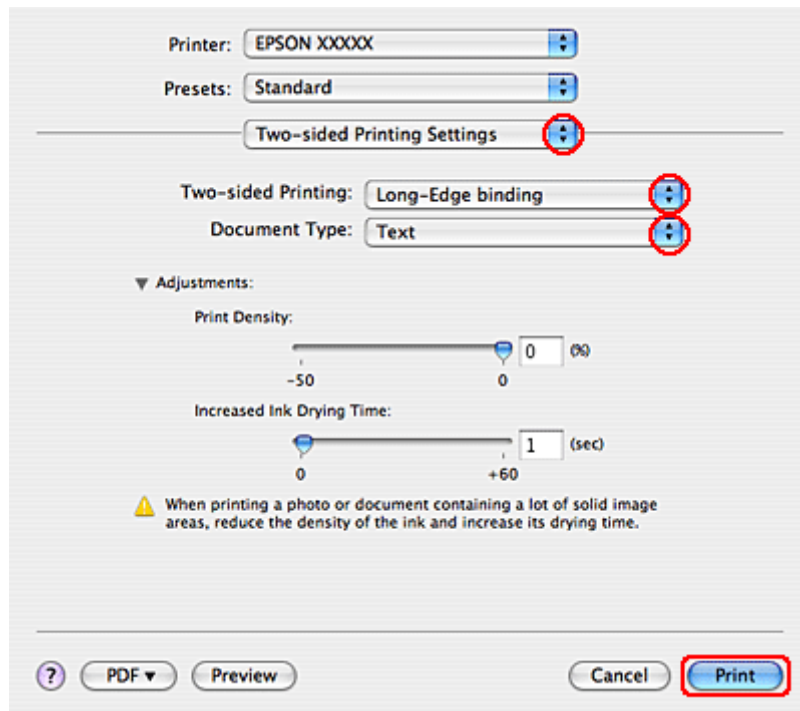 Printer: EPSON XXXXX
Presets: Standard
Two-sided Printing Settings
Two-sided Printing: Long-Edge binding
Document Type: Text
▼ Adjustments:
Print Density:
0 (%)
-50 0
Increased Ink Drying Time:
1 (sec)
0 +60
When printing a photo or document containing a lot of solid image
areas, reduce the density of the ink and increase its drying time.
? PDF ▼ Preview Cancel Print